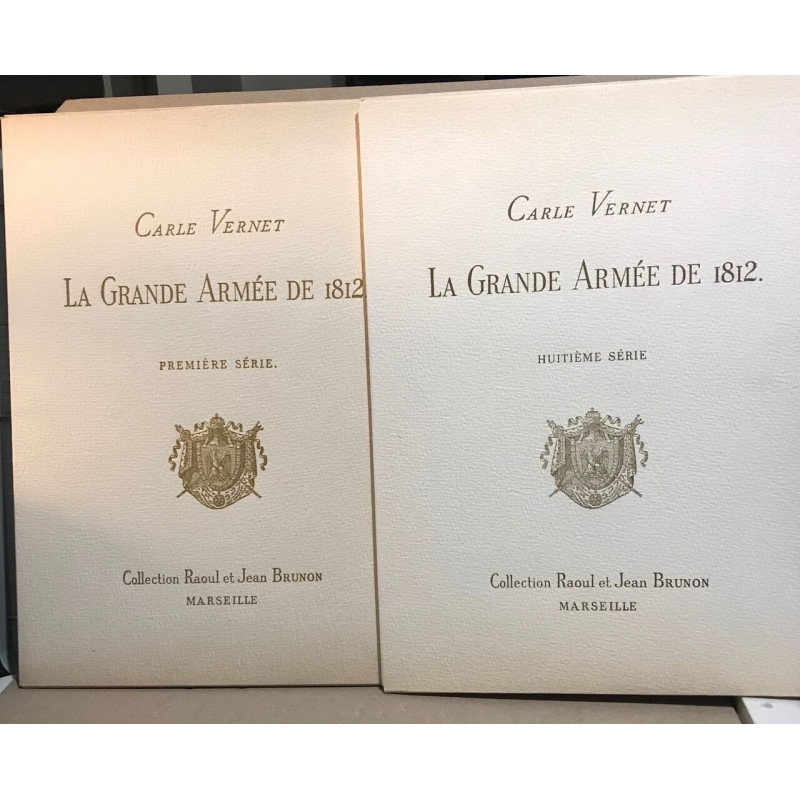 CARLE VERNET
LA GRANDE ARMÉE DE 1812
PREMIÈRE SÉRIE.
Collection Raoul et Jean BRUNON
MARSEILLE
CARLE VERNET
LA GRANDE ARMÉE DE 1812.
HUITIÈME SÉRIE
Collection Raoul et Jean BRUNON
MARSEILLE